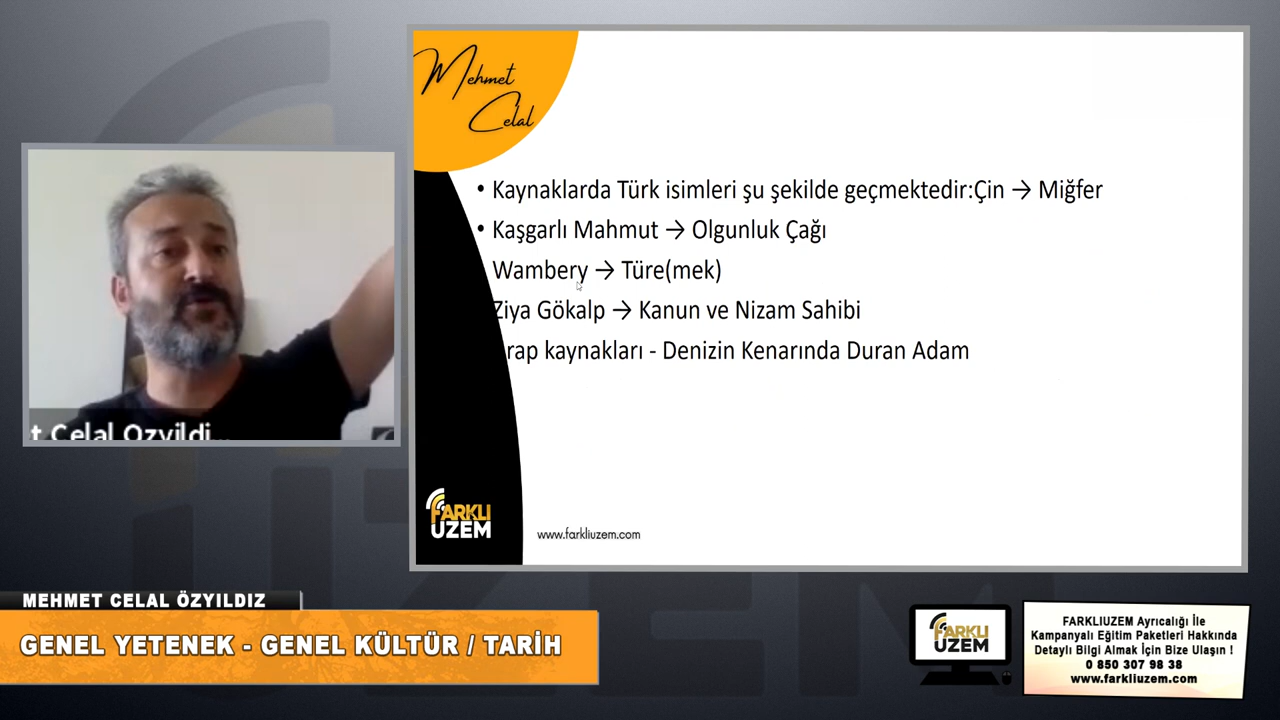 Mehmet
Celal
• Kaynaklarda Türk isimleri şu şekilde geçmektedir:Çin → Miğfer
• Kaşgarlı Mahmut → Olgunluk Çağı
Wambery → Türe(mek)
Ziya Gökalp → Kanun ve Nizam Sahibi
rap kaynakları - Denizin Kenarında Duran Adam
t Celal Ozyildi...
FARKLI
UZEM
www.farkliuzem.com
MEHMET CELAL ÖZYILDIZ
GENEL YETENEK - GENEL KÜLTÜR / TARİH
FARKLI
UZEM
FARKLIUZEM Ayrıcalığı İle
Kampanyalı Eğitim Paketleri Hakkında
Detaylı Bilgi Almak İçin Bize Ulaşın !
0 850 307 98 38
www.farkliuzem.com
ÜZEM